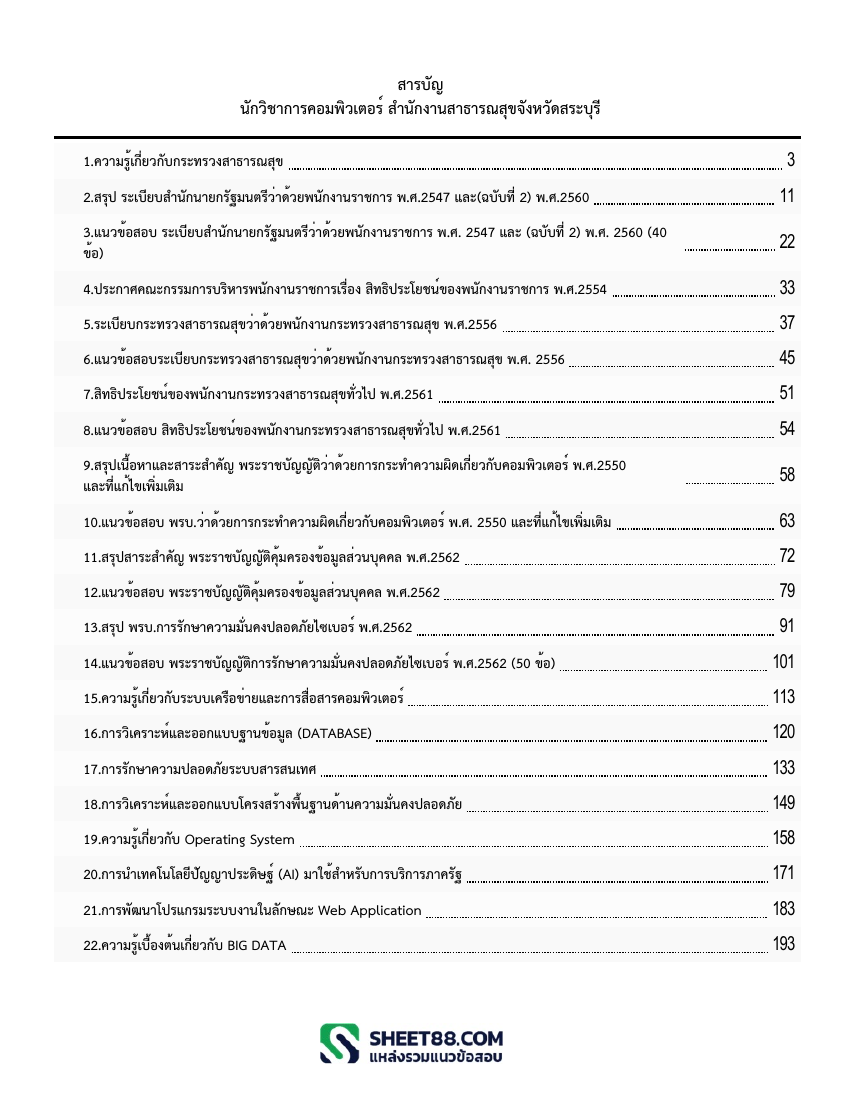 สารบัญ
นักวิชาการคอมพิวเตอร์ สำนักงานสาธารณสุขจังหวัดสระบุรี
1.ความรู้เกี่ยวกับกระทรวงสาธารณสุข 3
2.สรุป ระเบียบสำนักนายกรัฐมนตรีว่าด้วยพนักงานราชการ พ.ศ.2547 และ(ฉบับที่ 2) พ.ศ.2560 11
3.แนวข้อสอบ ระเบียบสำนักนายกรัฐมนตรีว่าด้วยพนักงานราชการ พ.ศ. 2547 และ (ฉบับที่ 2) พ.ศ. 2560 (40
ข้อ) 22
4.ประกาศคณะกรรมการบริหารพนักงานราชการเรื่อง สิทธิประโยชน์ของพนักงานราชการ พ.ศ.2554 33
5.ระเบียบกระทรวงสาธารณสุขว่าด้วยพนักงานกระทรวงสาธารณสุข พ.ศ.2556 37
6.แนวข้อสอบระเบียบกระทรวงสาธารณสุขว่าด้วยพนักงานกระทรวงสาธารณสุข พ.ศ. 2556 45
7.สิทธิประโยชน์ของพนักงานกระทรวงสาธารณสุขทั่วไป พ.ศ.2561 51
8.แนวข้อสอบ สิทธิประโยชน์ของพนักงานกระทรวงสาธารณสุขทั่วไป พ.ศ.2561 54
9.สรุปเนื้อหาและสาระสำคัญ พระราชบัญญัติว่าด้วยการกระทำความผิดเกี่ยวกับคอมพิวเตอร์ พ.ศ.2550
และที่แก้ไขเพิ่มเติม 58
10.แนวข้อสอบ พรบ.ว่าด้วยการกระทำความผิดเกี่ยวกับคอมพิวเตอร์ พ.ศ. 2550 และที่แก้ไขเพิ่มเติม 63
11.สรุปสาระสำคัญ พระราชบัญญัติคุ้มครองข้อมูลส่วนบุคคล พ.ศ.2562 72
12.แนวข้อสอบ พระราชบัญญัติคุ้มครองข้อมูลส่วนบุคคล พ.ศ.2562 79
13.สรุป พรบ.การรักษาความมั่นคงปลอดภัยไซเบอร์ พ.ศ.2562 91
14.แนวข้อสอบ พระราชบัญญัติการรักษาความมั่นคงปลอดภัยไซเบอร์ พ.ศ.2562 (50 ข้อ) 101
15.ความรู้เกี่ยวกับระบบเครือข่ายและการสื่อสารคอมพิวเตอร์ 113
16.การวิเคราะห์และออกแบบฐานข้อมูล (DATABASE) 120
17.การรักษาความปลอดภัยระบบสารสนเทศ 133
18.การวิเคราะห์และออกแบบโครงสร้างพื้นฐานด้านความมั่นคงปลอดภัย 149
19.ความรู้เกี่ยวกับ Operating System 158
20.การนำเทคโนโลยีปัญญาประดิษฐ์ (AI) มาใช้สำหรับการบริการภาครัฐ 171
21.การพัฒนาโปรแกรมระบบงานในลักษณะ Web Application 183
22.ความรู้เบื้องต้นเกี่ยวกับ BIG DATA 193
SHEET88.COM
แหล่งรวมแนวข้อสอบ